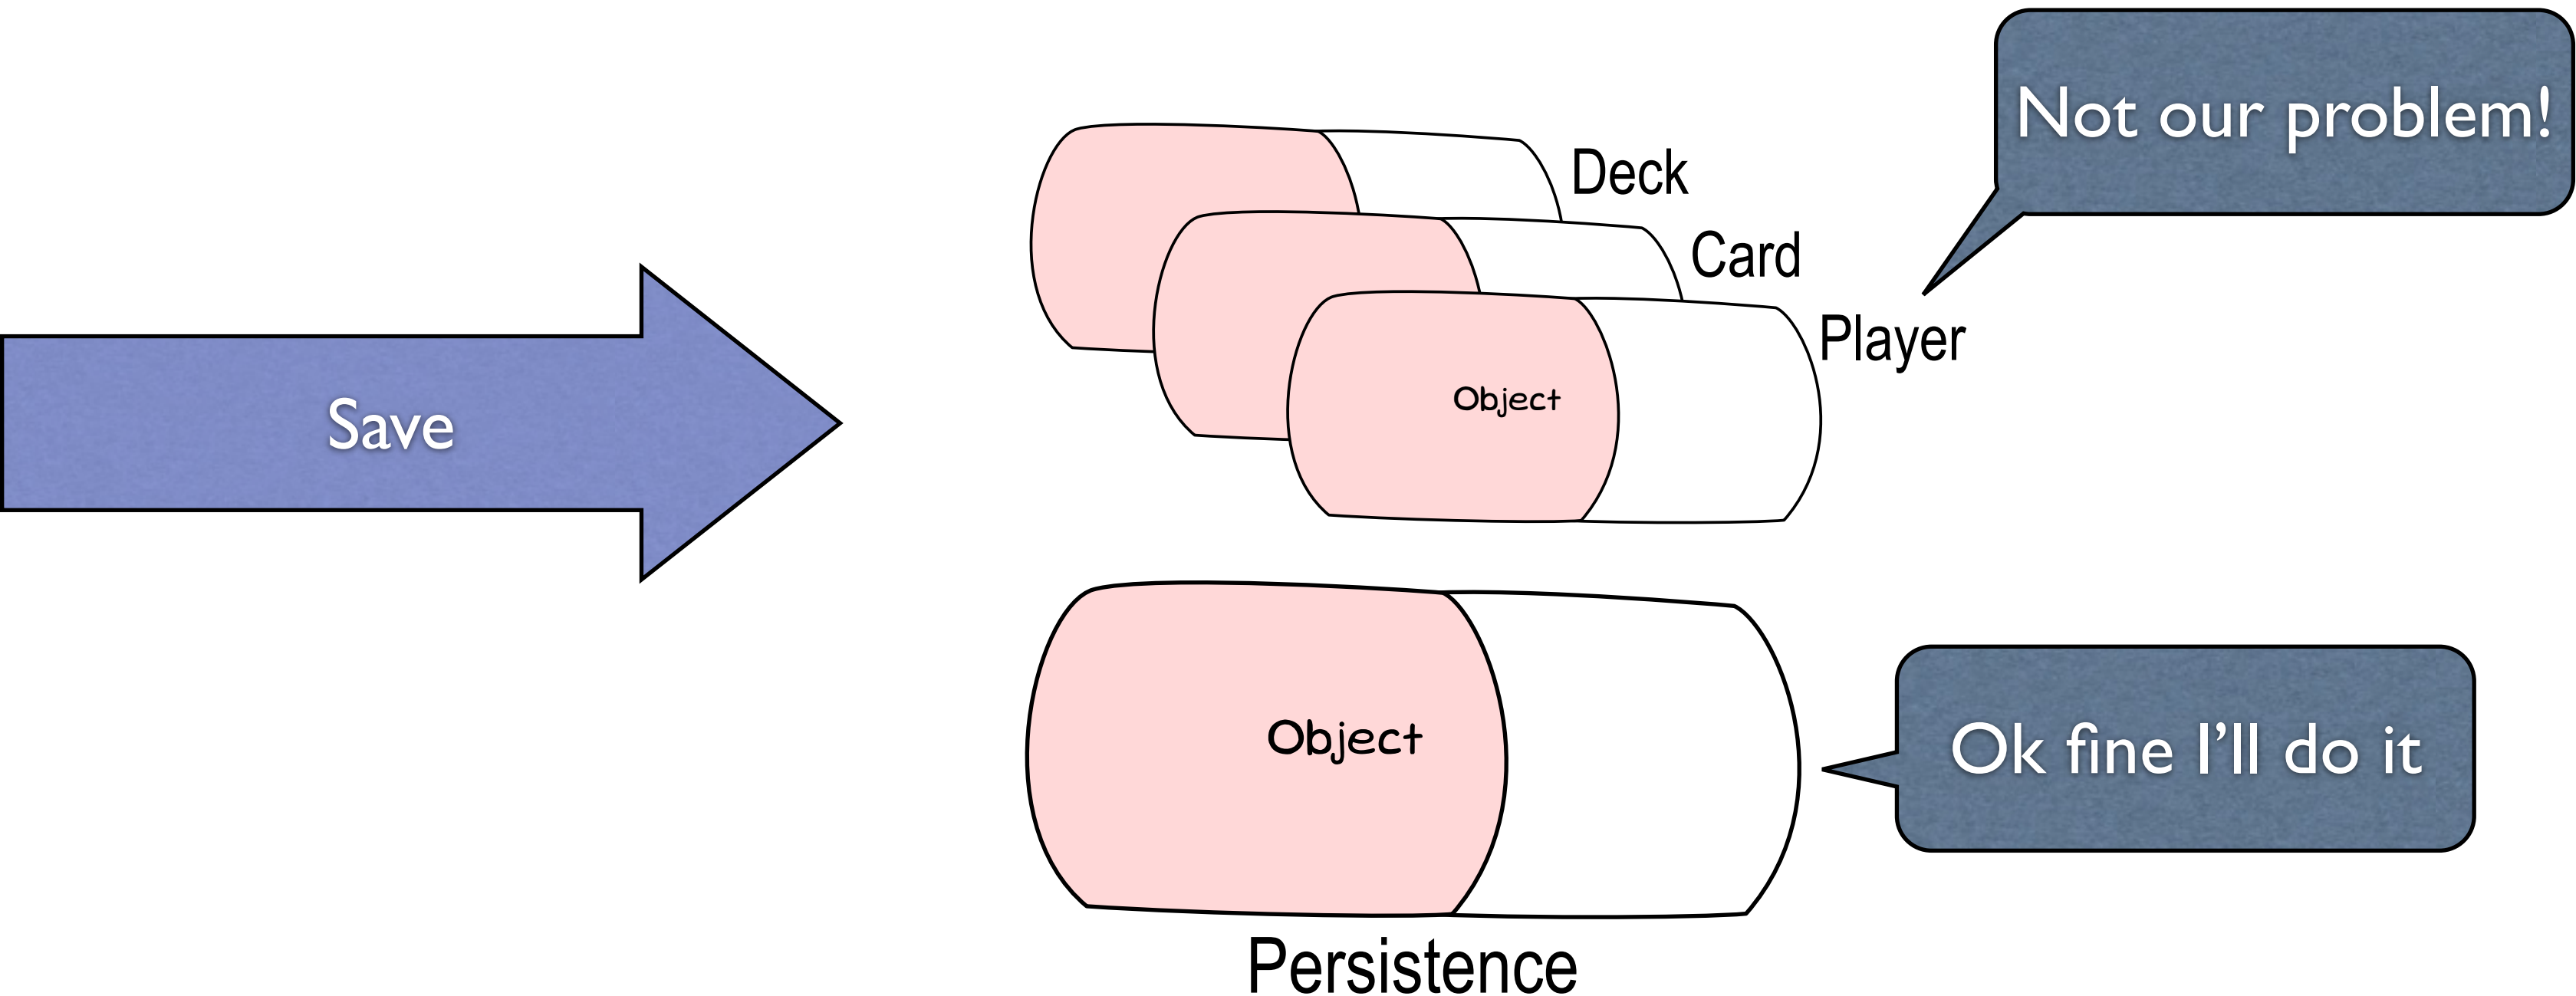 Not our problem!
Deck
Card
Player
Object
Save
Object
Ok fine I’ll do it
Persistence